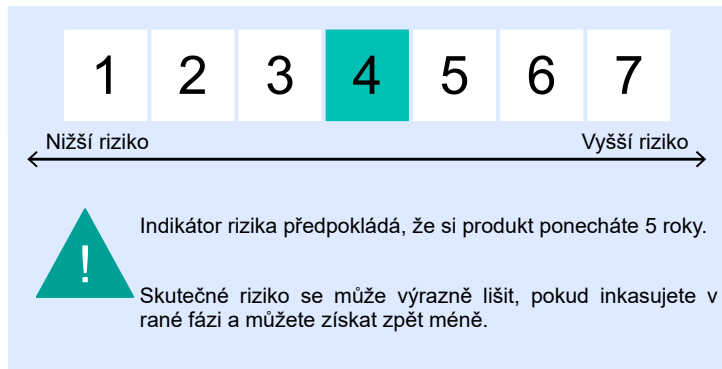 1 2 3 4 5 6 7
Nižší riziko Vyšší riziko
!
Indikátor rizika předpokládá, že si produkt ponecháte 5 roky.
Skutečné riziko se může výrazně lišit, pokud inkasujete v
rané fázi a můžete získat zpět méně.